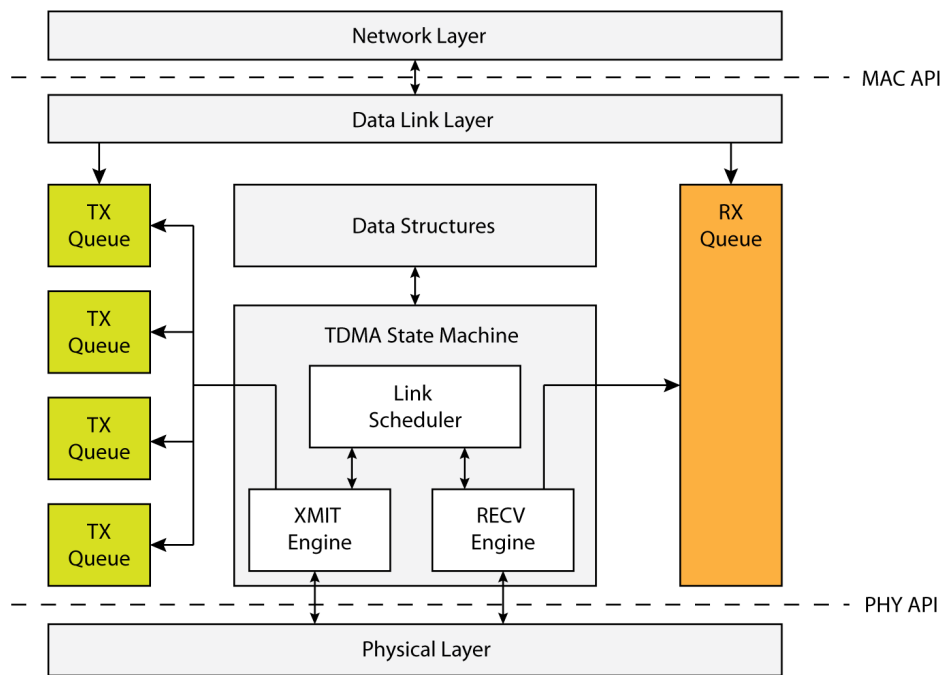 Network Layer
MAC API
Data Link Layer
TX
Queue
Data Structures
RX
Queue
TX
Queue
TDMA State Machine
Link
Scheduler
TX
Queue
XMIT
Engine
RECV
Engine
TX
Queue
PHY API
Physical Layer